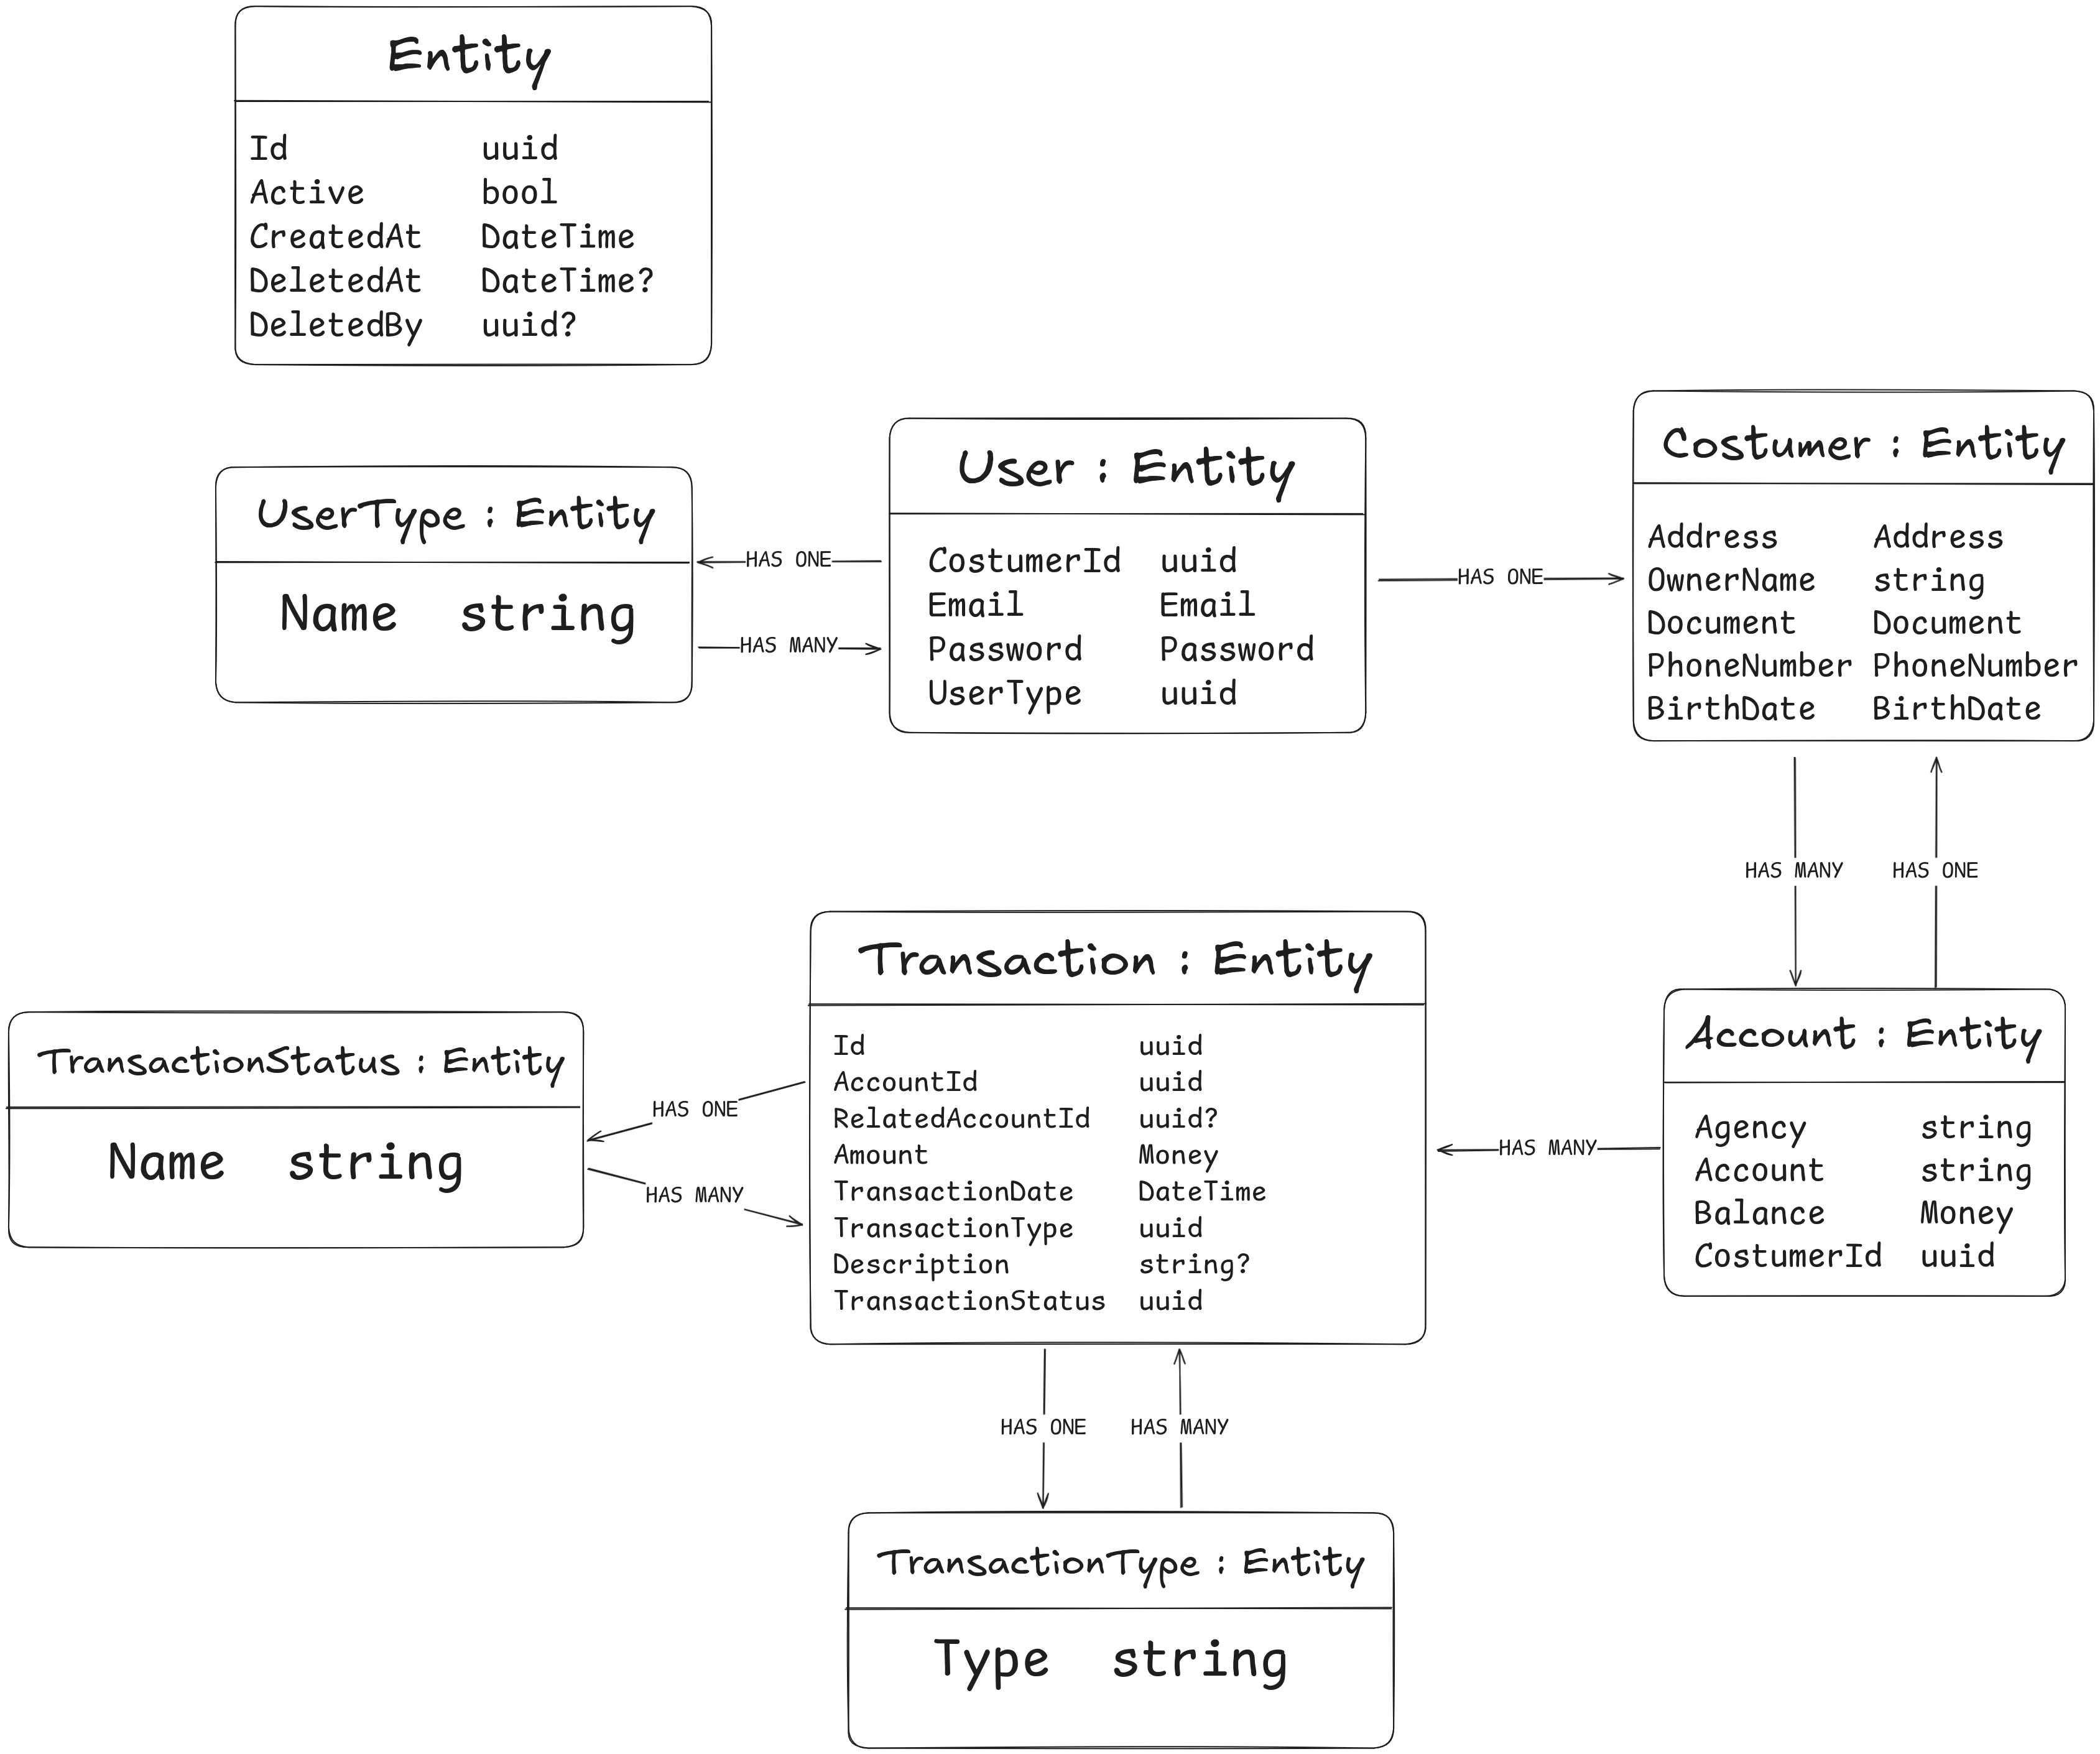 Entity
Id uuid
Active bool
CreatedAt DateTime
DeletedAt DateTime?
DeletedBy uuid?
UserType : Entity
Name string
HAS ONE
HAS MANY
User : Entity
CostumerId uuid
Email Email
Password Password
UserType uuid
HAS ONE
Costumer : Entity
Address Address
OwnerName string
Document Document
PhoneNumber PhoneNumber
BirthDate BirthDate
HAS MANY
HAS ONE
TransactionStatus : Entity
Name string
HAS ONE
HAS MANY
Transaction : Entity
Id uuid
AccountId uuid
RelatedAccountId uuid?
Amount Money
TransactionDate DateTime
TransactionType uuid
Description string?
TransactionStatus uuid
HAS MANY
Account : Entity
Agency string
Account string
Balance Money
CostumerId uuid
HAS ONE
HAS MANY
TransactionType : Entity
Type string